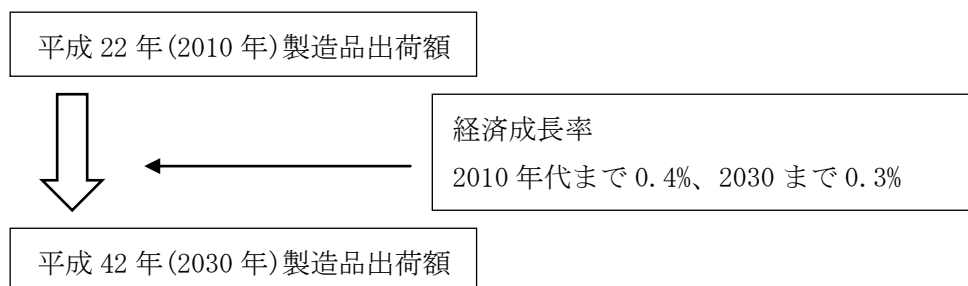 平成 22 年(2010 年)製造品出荷額
経済成長率
2010 年代まで 0.4%、2030 まで 0.3%
平成 42 年(2030 年)製造品出荷額